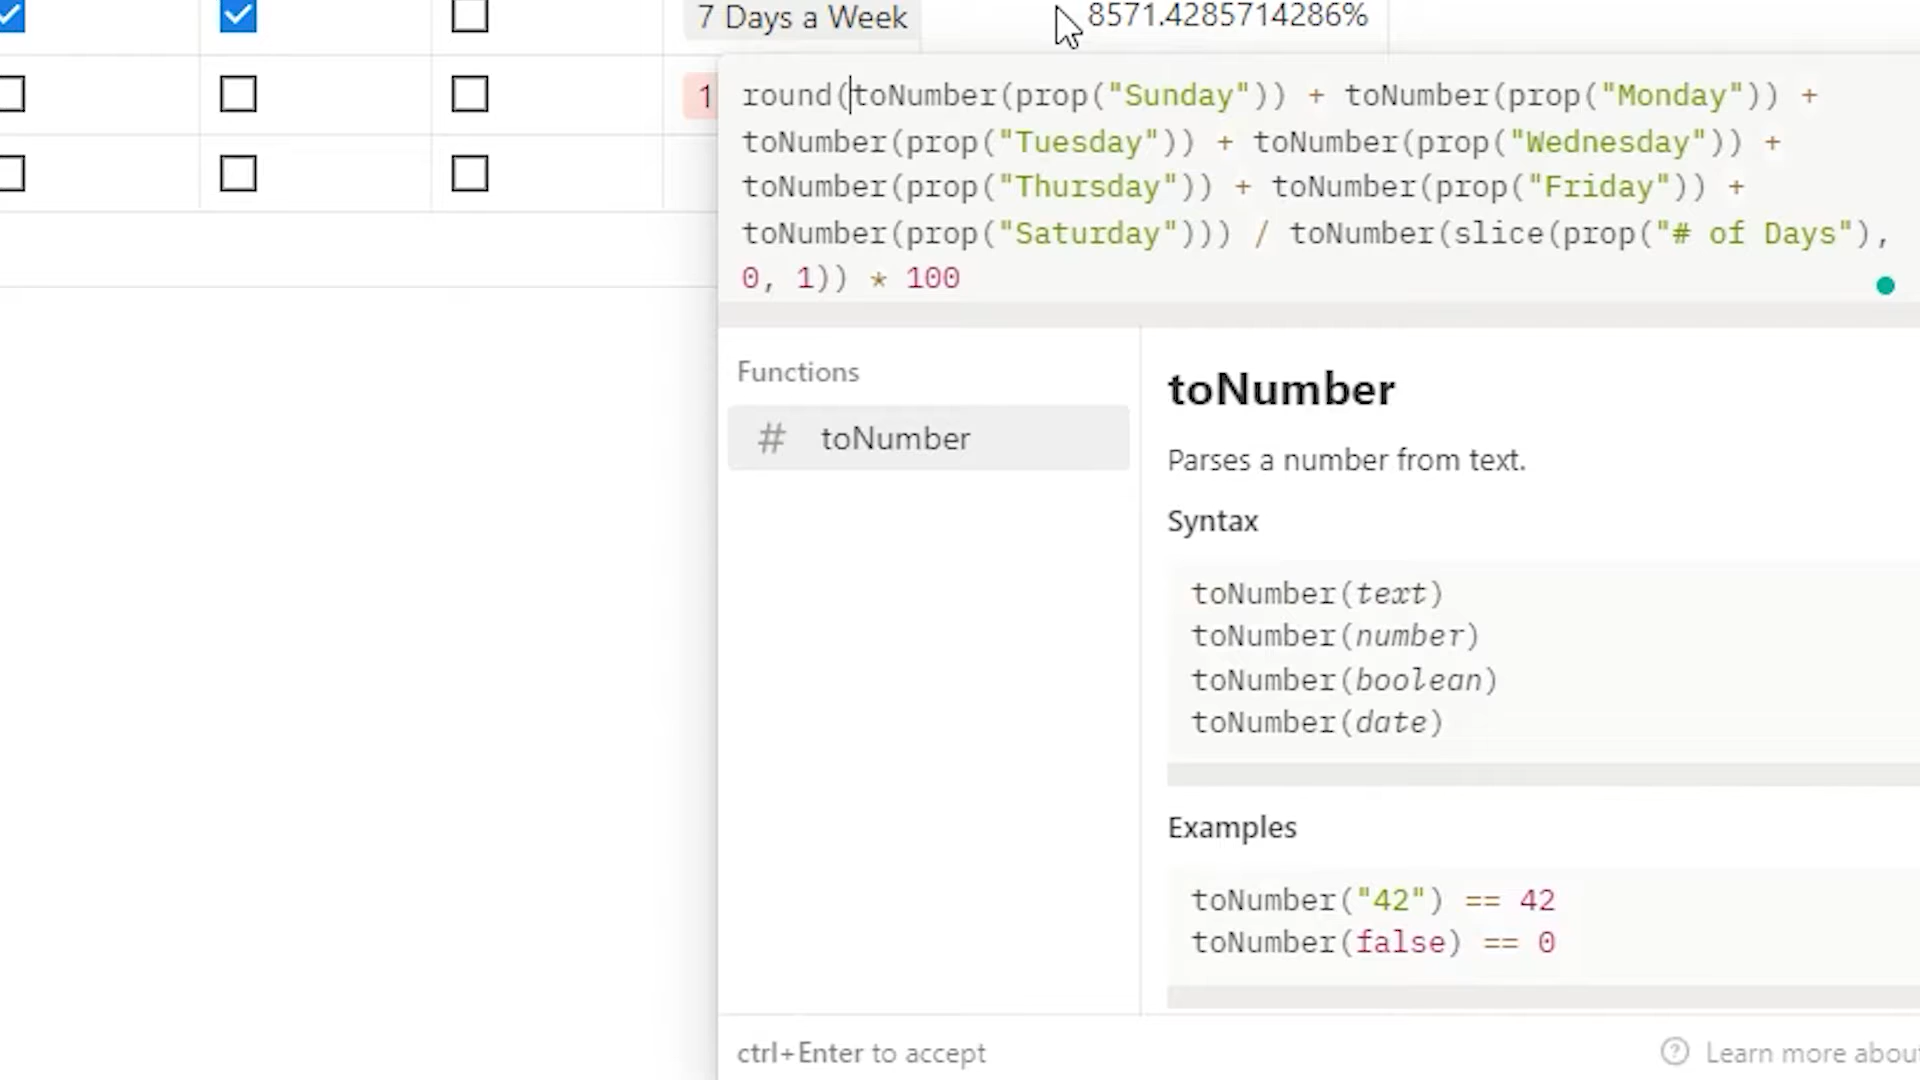 7 Days a Week
8571.4285714286%
1
round(toNumber(prop("Sunday")) + toNumber(prop("Monday")) +
toNumber(prop("Tuesday")) + toNumber(prop("Wednesday")) +
toNumber(prop("Thursday")) + toNumber(prop("Friday")) +
toNumber(prop("Saturday"))) / toNumber(slice(prop("# of Days"),
0, 1)) * 100
Functions
# toNumber
toNumber
Parses a number from text.
Syntax
toNumber(text)
toNumber(number)
toNumber(boolean)
toNumber(date)
Examples
toNumber("42") == 42
toNumber(false) == 0
ctrl+Enter to accept
? Learn more about